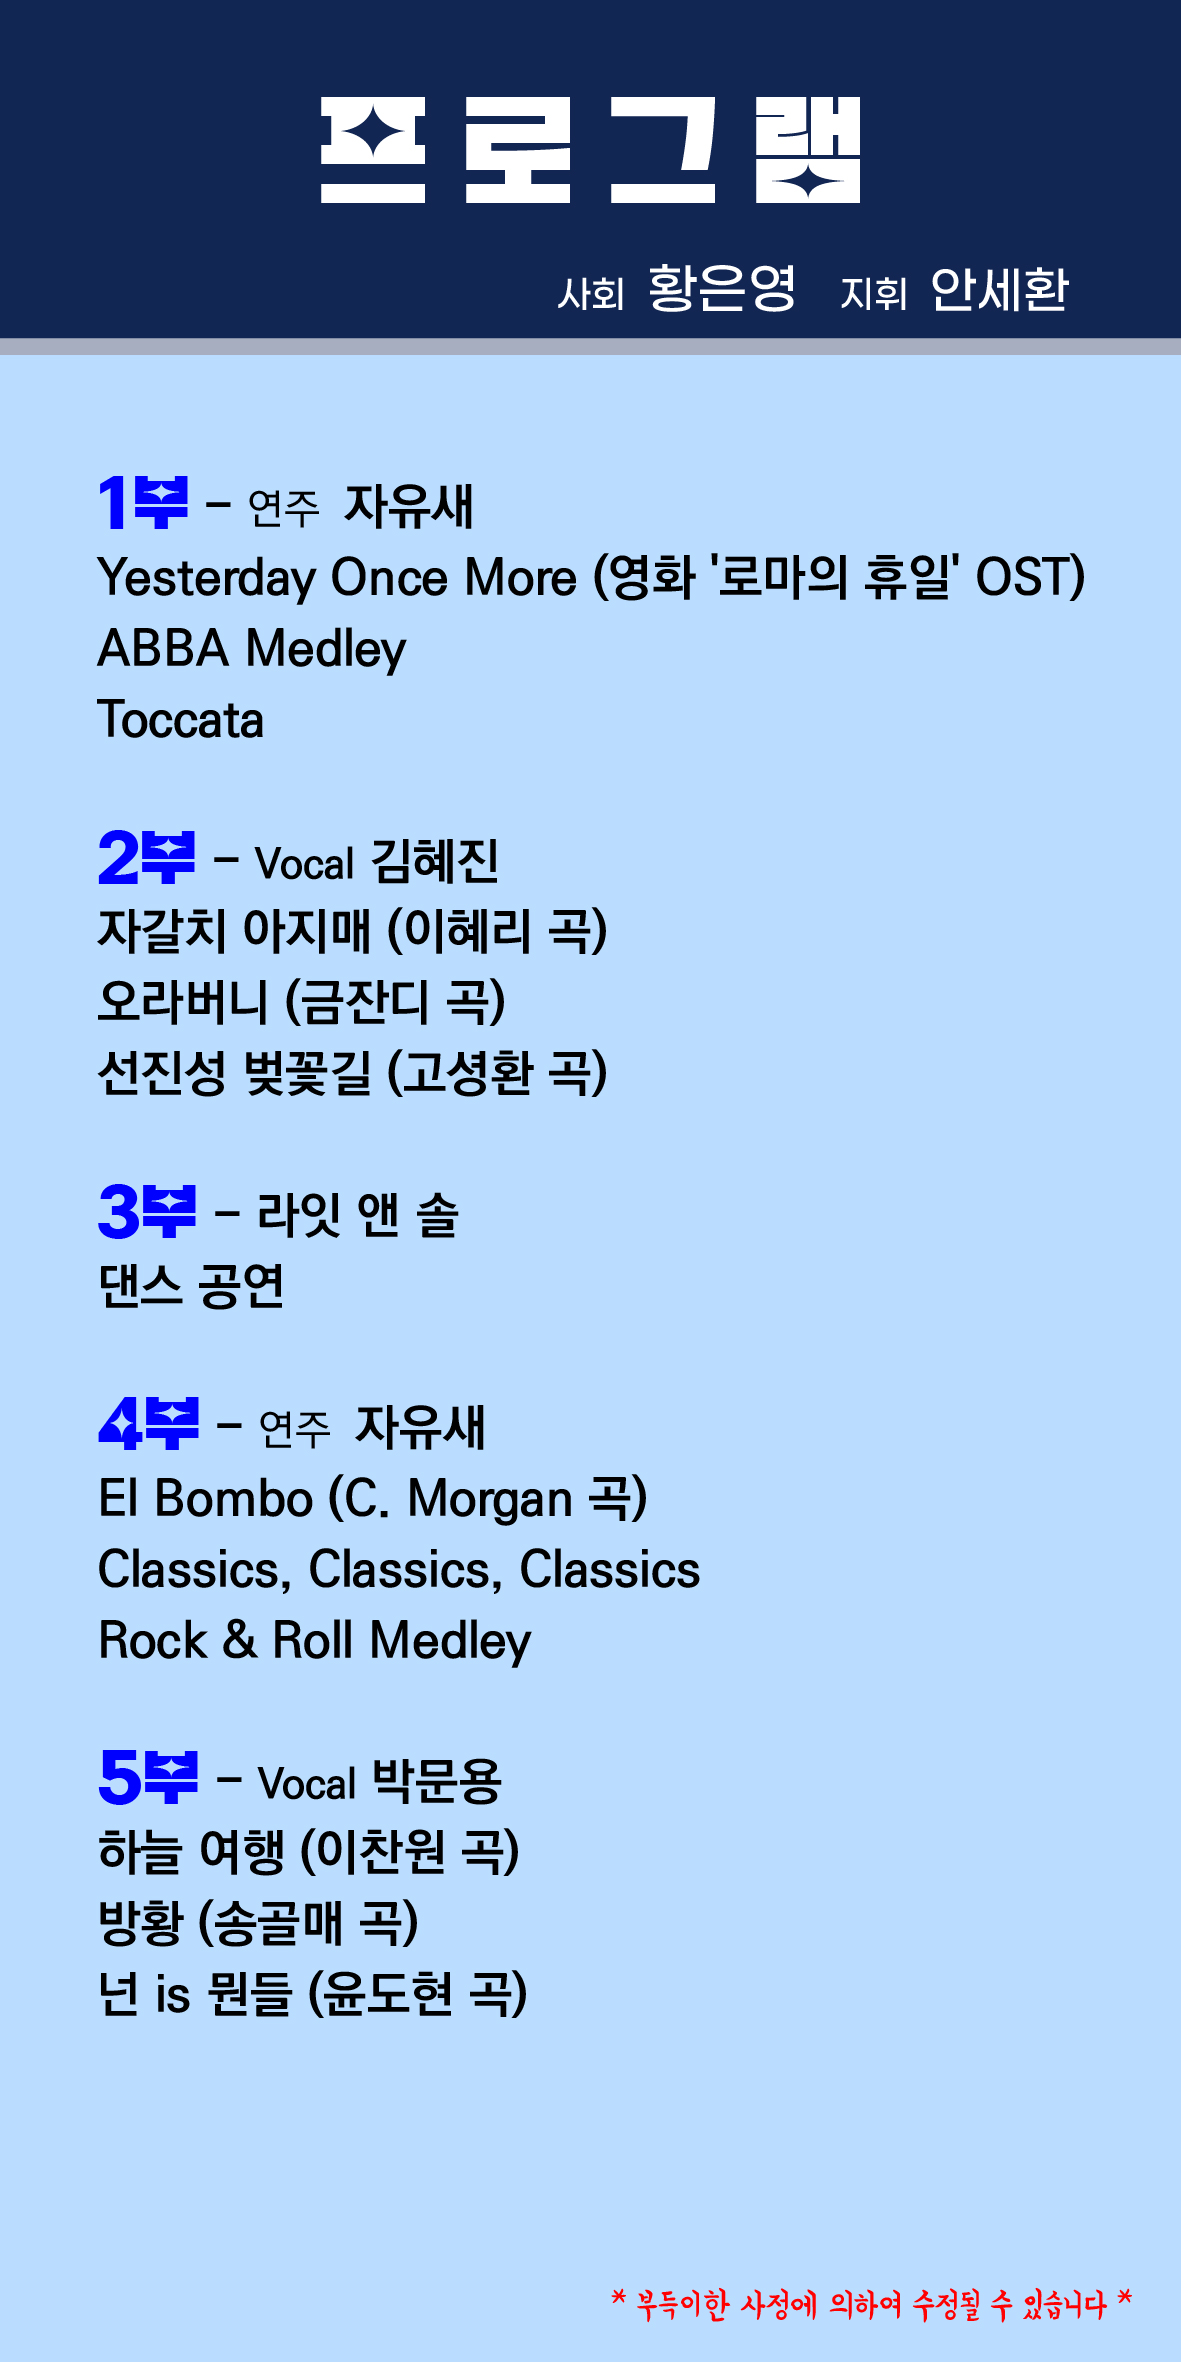 프로그램
사회 황은영 지휘 안세환
1부 - 연주 자유새
Yesterday Once More (영화 '로마의 휴일' OST)
ABBA Medley
Toccata
2부 - Vocal 김혜진
자갈치 아지매 (이혜리 곡)
오라버니 (금잔디 곡)
선진성 벚꽃길 (고셩환 곡)
3부 - 라잇 앤 솔
댄스 공연
4부 - 연주 자유새
El Bombo (C. Morgan 곡)
Classics, Classics, Classics
Rock & Roll Medley
5부 - Vocal 박문용
하늘 여행 (이찬원 곡)
방황 (송골매 곡)
넌 is 뭔들 (윤도현 곡)
* 부득이한 사정에 의하여 수정될 수 있습니다 *